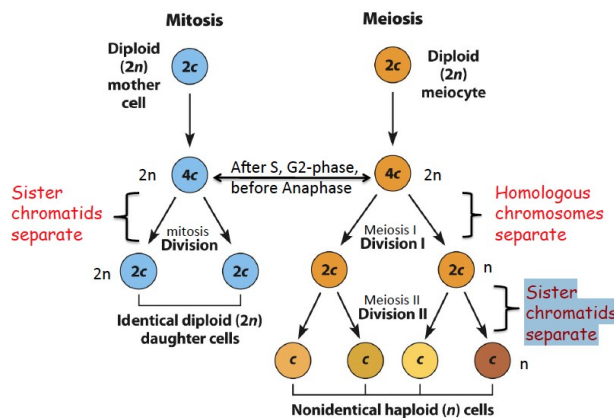 Mitosis
Meiosis
Diploid
(2n)
mother
cell
2c
2c
Diploid
(2n)
meiocyte
2n
4c
After S, G2-phase,
before Anaphase
4c
2n
Sister
chromatids
separate
mitosis
Division
Meiosis I
Division I
Homologous
chromosomes
separate
2n
2c
2c
2c
2c
n
Identical diploid (2n)
daughter cells
Meiosis II
Division II
Sister
chromatids
separate
c
c
c
c
n
Nonidentical haploid (n) cells